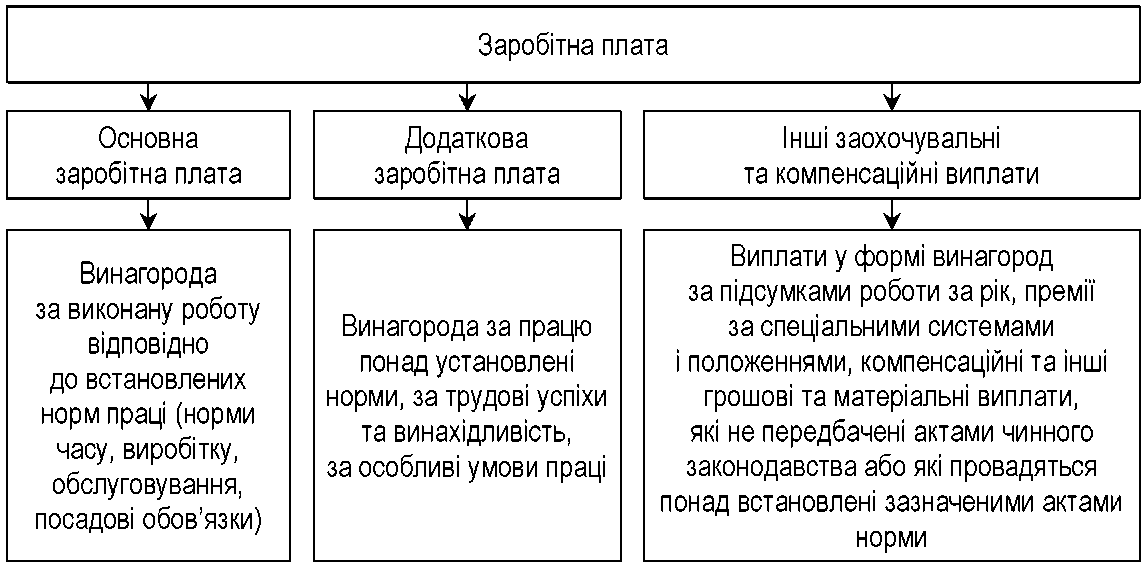 Заробітна плата
Основна
заробітна плата
Додаткова
заробітна плата
Інші заохочувальні
та компенсаційні виплати
Винагорода
за виконану роботу
відповідно
до встановлених
норм праці (норми
часу, виробітку,
обслуговування,
посадові обов’язки)
Винагорода за працю
понад установлені
норми, за трудові успіхи
та винахідливість,
за особливі умови праці
Виплати у формі винагород
за підсумками роботи за рік, премії
за спеціальними системами
і положеннями, компенсаційні та інші
грошові та матеріальні виплати,
які не передбачені актами чинного
законодавства або які провадяться
понад встановлені зазначеними актами
норми